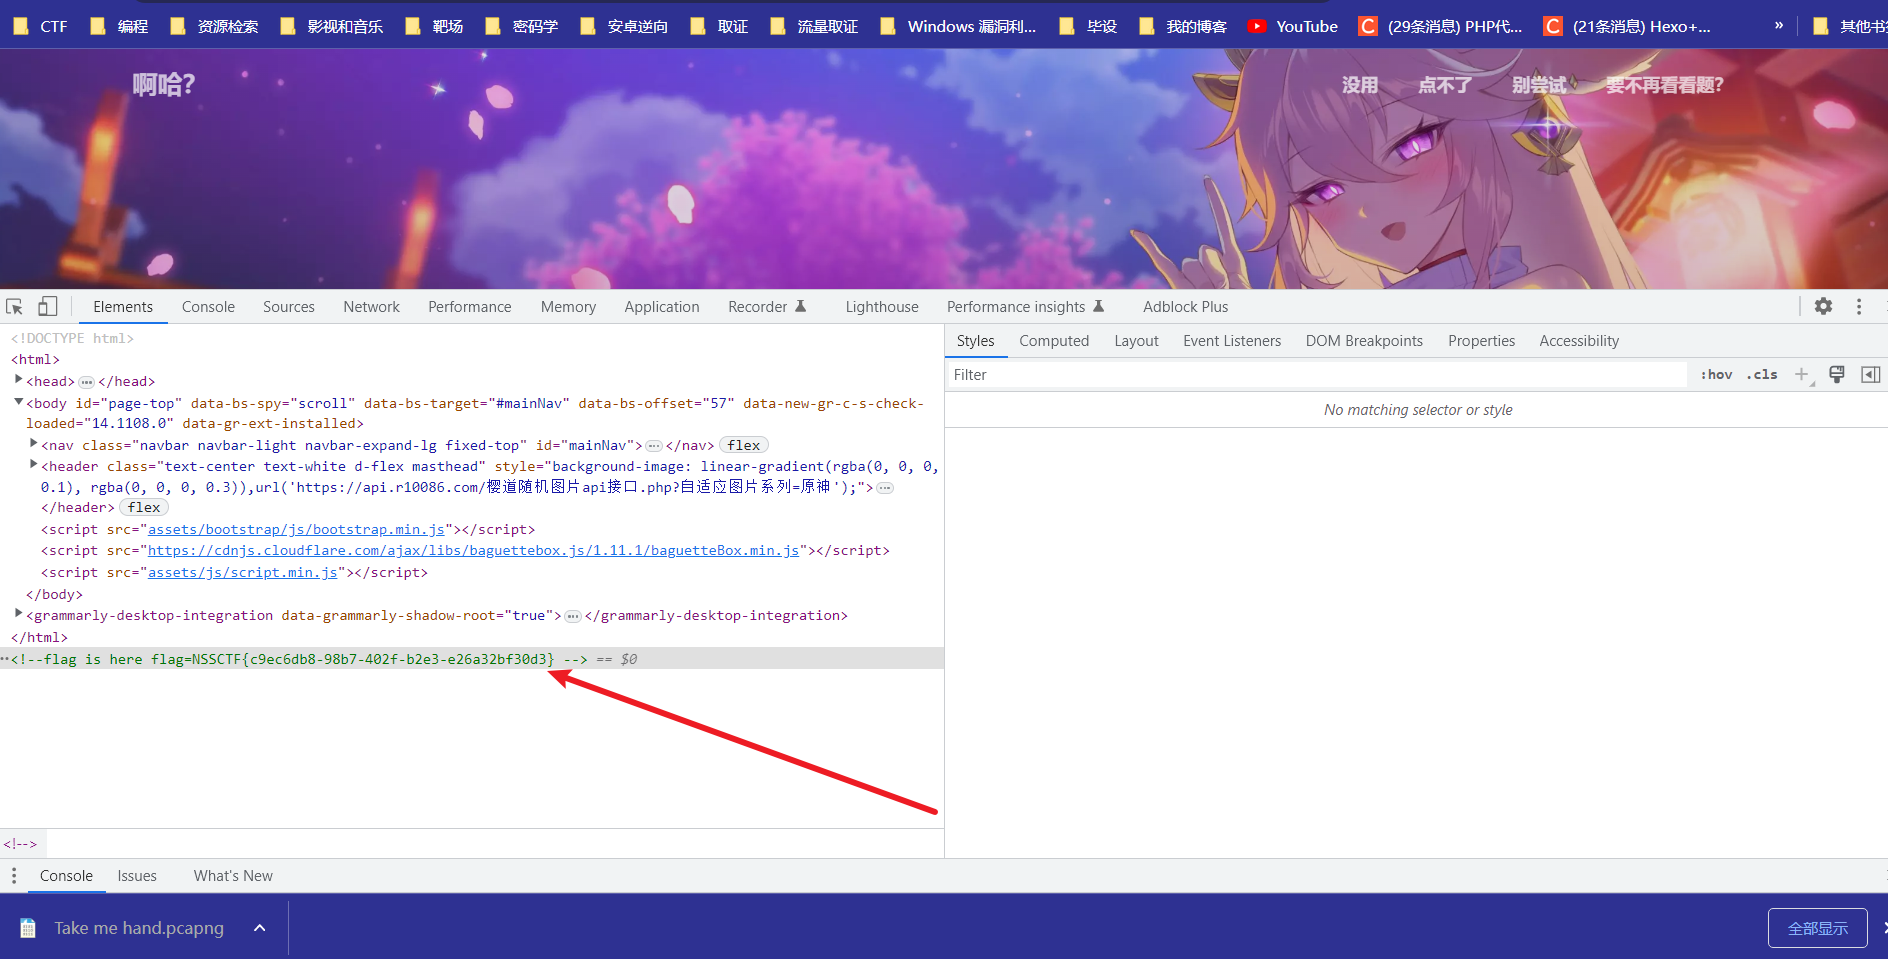 CTF 编程 资源检索 影视和音乐 靶场 密码学 安卓逆向 取证 流量取证 Windows 漏洞利... 毕设 我的博客 YouTube (29条消息) PHP代... (21条消息) Hexo+... » 其他书
啊哈? 没用 点不了 别尝试 要不再看看题?
Elements Console Sources Network Performance Memory Application Recorder Lighthouse Performance insights Adblock Plus
<!DOCTYPE html>
<html>
<head>…</head>
<body id="page-top" data-bs-spy="scroll" data-bs-target="#mainNav" data-bs-offset="57" data-new-gr-c-s-check-
loaded="14.1108.0" data-gr-ext-installed>
<nav class="navbar navbar-light navbar-expand-lg fixed-top" id="mainNav">…</nav> flex
<header class="text-center text-white d-flex masthead" style="background-image: linear-gradient(rgba(0, 0, 0,
0.1), rgba(0, 0, 0, 0.3)),url('https://api.r10086.com/樱道随机图片api接口.php?自适应图片系列=原神');">…
</header> flex
<script src="assets/bootstrap/js/bootstrap.min.js"></script>
<script src="https://cdnjs.cloudflare.com/ajax/libs/baguettebox.js/1.11.1/baguetteBox.min.js"></script>
<script src="assets/js/script.min.js"></script>
</body>
<grammarly-desktop-integration data-grammarly-shadow-root="true">…</grammarly-desktop-integration>
</html>
<!--flag is here flag=NSSCTF{c9ec6db8-98b7-402f-b2e3-e26a32bf30d3} --> == $0
<!-->
Styles Computed Layout Event Listeners DOM Breakpoints Properties Accessibility
Filter :hov .cls
No matching selector or style
Console Issues What's New
Take me hand.pcapng 全部显示